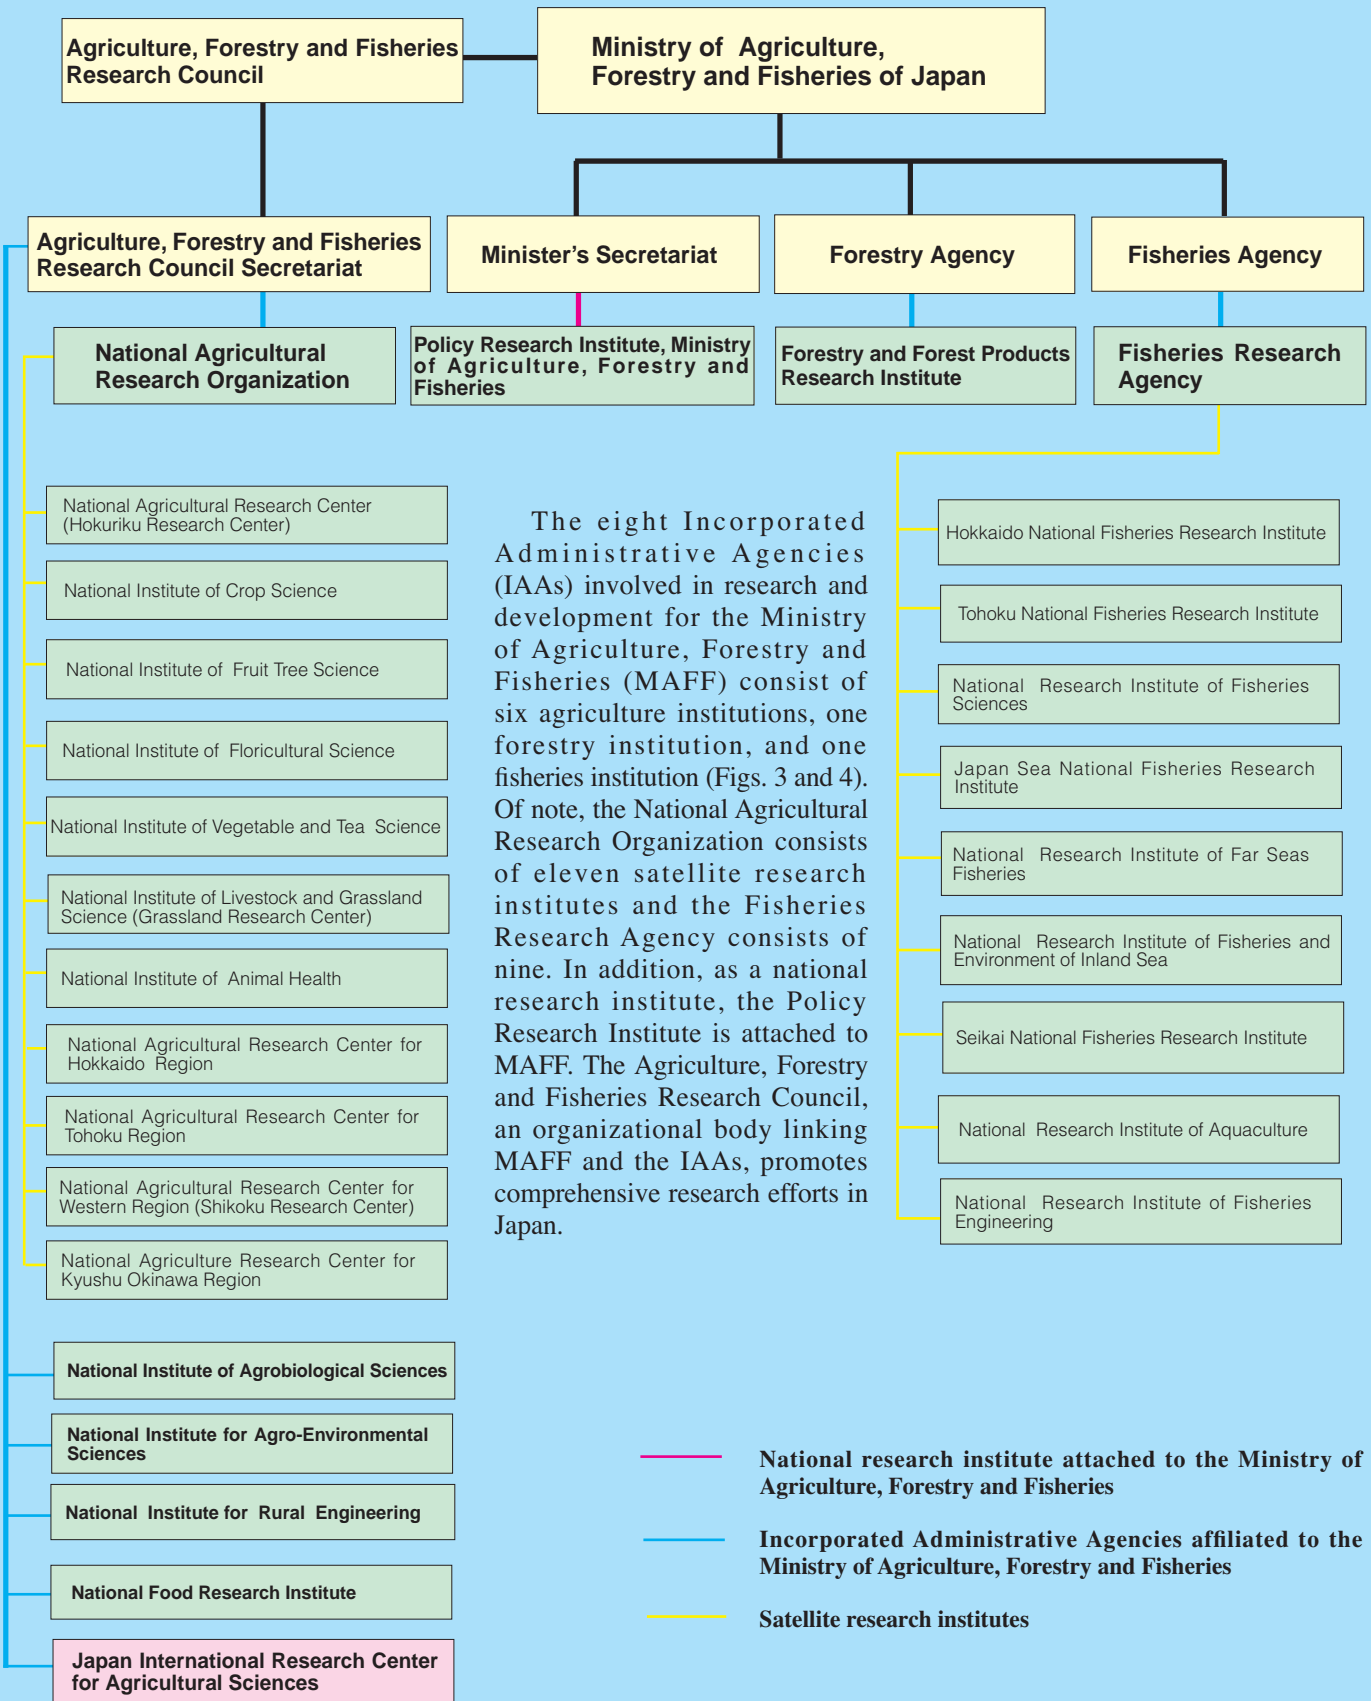 Agriculture, Forestry and Fisheries
Research Council
Ministry of Agriculture,
Forestry and Fisheries of Japan
Agriculture, Forestry and Fisheries
Research Council Secretariat
Minister's Secretariat
Forestry Agency
Fisheries Agency
National Agricultural
Research Organization
Policy Research Institute, Ministry
of Agriculture, Forestry and
Fisheries
Forestry and Forest Products
Research Institute
Fisheries Research
Agency
National Agricultural Research Center
(Hokuriku Research Center)
National Institute of Crop Science
National Institute of Fruit Tree Science
National Institute of Floricultural Science
National Institute of Vegetable and Tea Science
National Institute of Livestock and Grassland
Science (Grassland Research Center)
National Institute of Animal Health
National Agricultural Research Center for
Hokkaido Region
National Agricultural Research Center for
Tohoku Region
National Agricultural Research Center for
Western Region (Shikoku Research Center)
National Agriculture Research Center for
Kyushu Okinawa Region
The eight Incorporated
Administrative Agencies
(IAAs) involved in research and
development for the Ministry
of Agriculture, Forestry and
Fisheries (MAFF) consist of
six agriculture institutions, one
forestry institution, and one
fisheries institution (Figs. 3 and 4).
Of note, the National Agricultural
Research Organization consists
of eleven satellite research
institutes and the Fisheries
Research Agency consists of
nine. In addition, as a national
research institute, the Policy
Research Institute is attached to
MAFF. The Agriculture, Forestry
and Fisheries Research Council,
an organizational body linking
MAFF and the IAAs, promotes
comprehensive research efforts in
Japan.
Hokkaido National Fisheries Research Institute
Tohoku National Fisheries Research Institute
National Research Institute of Fisheries
Sciences
Japan Sea National Fisheries Research
Institute
National Research Institute of Far Seas
Fisheries
National Research Institute of Fisheries and
Environment of Inland Sea
Seikai National Fisheries Research Institute
National Research Institute of Aquaculture
National Research Institute of Fisheries
Engineering
National Institute of Agrobiological Sciences
National Institute for Agro-Environmental
Sciences
National Institute for Rural Engineering
National Food Research Institute
Japan International Research Center
for Agricultural Sciences
National research institute attached to the Ministry of
Agriculture, Forestry and Fisheries
Incorporated Administrative Agencies affiliated to the
Ministry of Agriculture, Forestry and Fisheries
Satellite research institutes